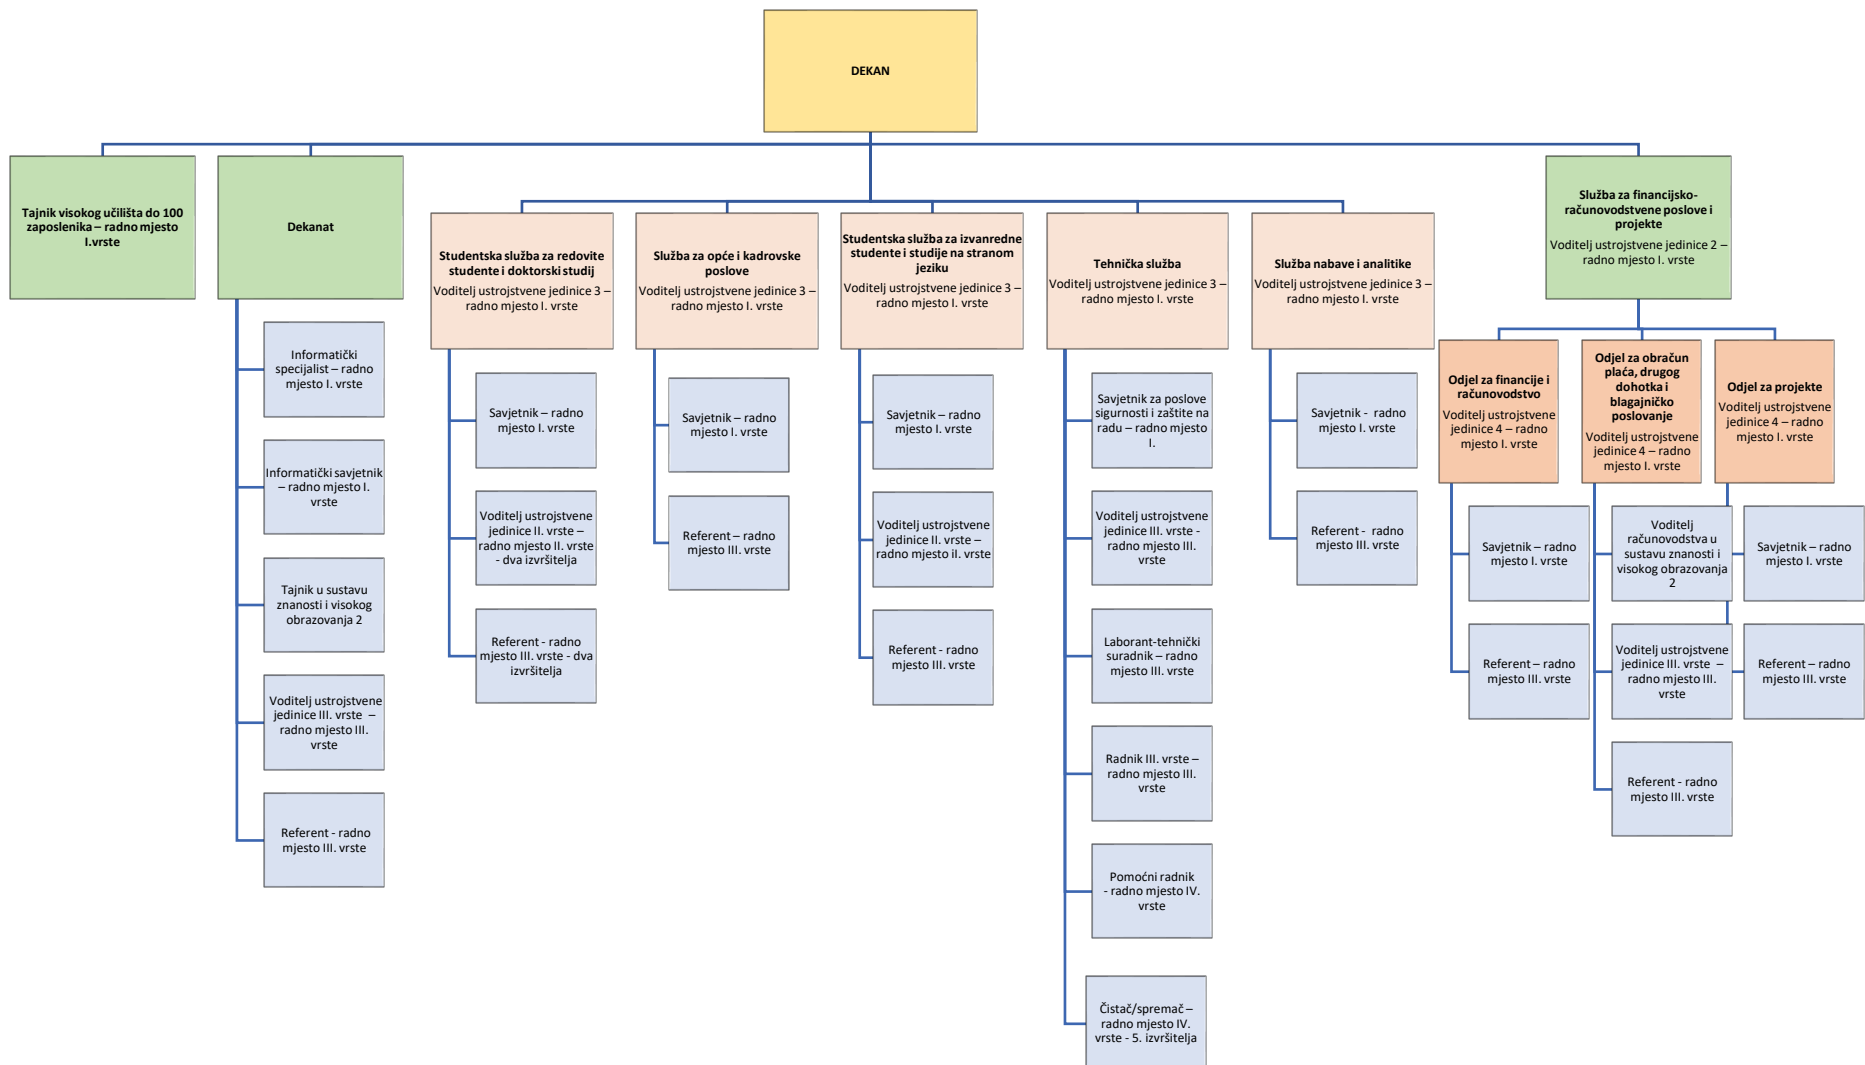 DEKAN
Tajnik visokog učilišta do 100
zaposlenika – radno mjesto
I.vrste
Dekanat
Informatički
specijalist – radno
mjesto I. vrste
Informatički savjetnik
– radno mjesto I.
vrste
Tajnik u sustavu
znanosti i visokog
obrazovanja 2
Voditelj ustrojstvene
jedinice III. vrste –
radno mjesto III.
vrste
Referent - radno
mjesto III. vrste
Studentska služba za redovite
studente i doktorski studij
Voditelj ustrojstvene jedinice 3 –
radno mjesto I. vrste
Savjetnik – radno
mjesto I. vrste
Voditelj ustrojstvene
jedinice II. vrste –
radno mjesto II. vrste
- dva izvršitelja
Referent - radno
mjesto III. vrste - dva
izvršitelja
Služba za opće i kadrovske
poslove
Voditelj ustrojstvene jedinice 3 –
radno mjesto I. vrste
Savjetnik – radno
mjesto I. vrste
Referent – radno
mjesto III. vrste
Studentska služba za izvanredne
studente i studije na stranom
jeziku
Voditelj ustrojstvene jedinice 3 –
radno mjesto I. vrste
Savjetnik – radno
mjesto I. vrste
Voditelj ustrojstvene
jedinice II. vrste –
radno mjesto II. vrste
Referent - radno
mjesto III. vrste
Tehnička služba
Voditelj ustrojstvene jedinice 3 –
radno mjesto I. vrste
Savjetnik za poslove
sigurnosti i zaštite na
radu – radno mjesto
I.
Voditelj ustrojstvene
jedinice III. vrste -
radno mjesto III.
vrste
Laborant-tehnički
suradnik – radno
mjesto III. vrste
Radnik III. vrste –
radno mjesto III.
vrste
Pomoćni radnik
- radno mjesto IV.
vrste
Čistač/spremač –
radno mjesto IV.
vrste - 5. izvršitelja
Služba nabave i analitike
Voditelj ustrojstvene jedinice 3 –
radno mjesto I. vrste
Savjetnik - radno
mjesto I. vrste
Referent - radno
mjesto III. vrste
Služba za financijsko-
računovodstvene poslove i
projekte
Voditelj ustrojstvene jedinice 2 –
radno mjesto I. vrste
Odjel za financije i
računovodstvo
Voditelj ustrojstvene
jedinice 4 – radno
mjesto I. vrste
Savjetnik – radno
mjesto I. vrste
Referent – radno
mjesto III. vrste
Odjel za obračun
plaća, drugog
dohotka i
blagajničko
poslovanje
Voditelj ustrojstvene
jedinice 4 – radno
mjesto I. vrste
Voditelj
računovodstva u
sustavu znanosti i
visokog obrazovanja
2
Voditelj ustrojstvene
jedinice III. vrste –
radno mjesto III.
vrste
Referent - radno
mjesto III. vrste
Odjel za projekte
Voditelj ustrojstvene
jedinice 4 – radno
mjesto I. vrste
Savjetnik – radno
mjesto I. vrste
Referent – radno
mjesto III. vrste